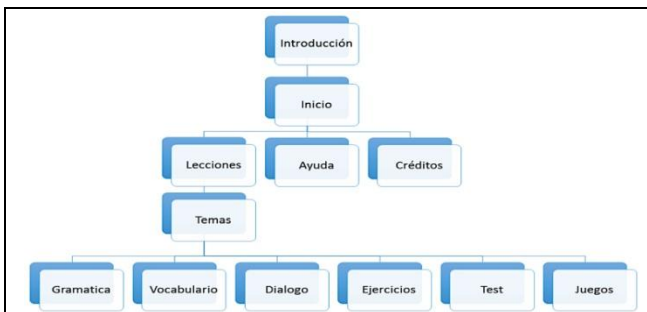 Introducción
Inicio
Lecciones Ayuda Créditos
Temas
Gramatica Vocabulario Dialogo Ejercicios Test Juegos